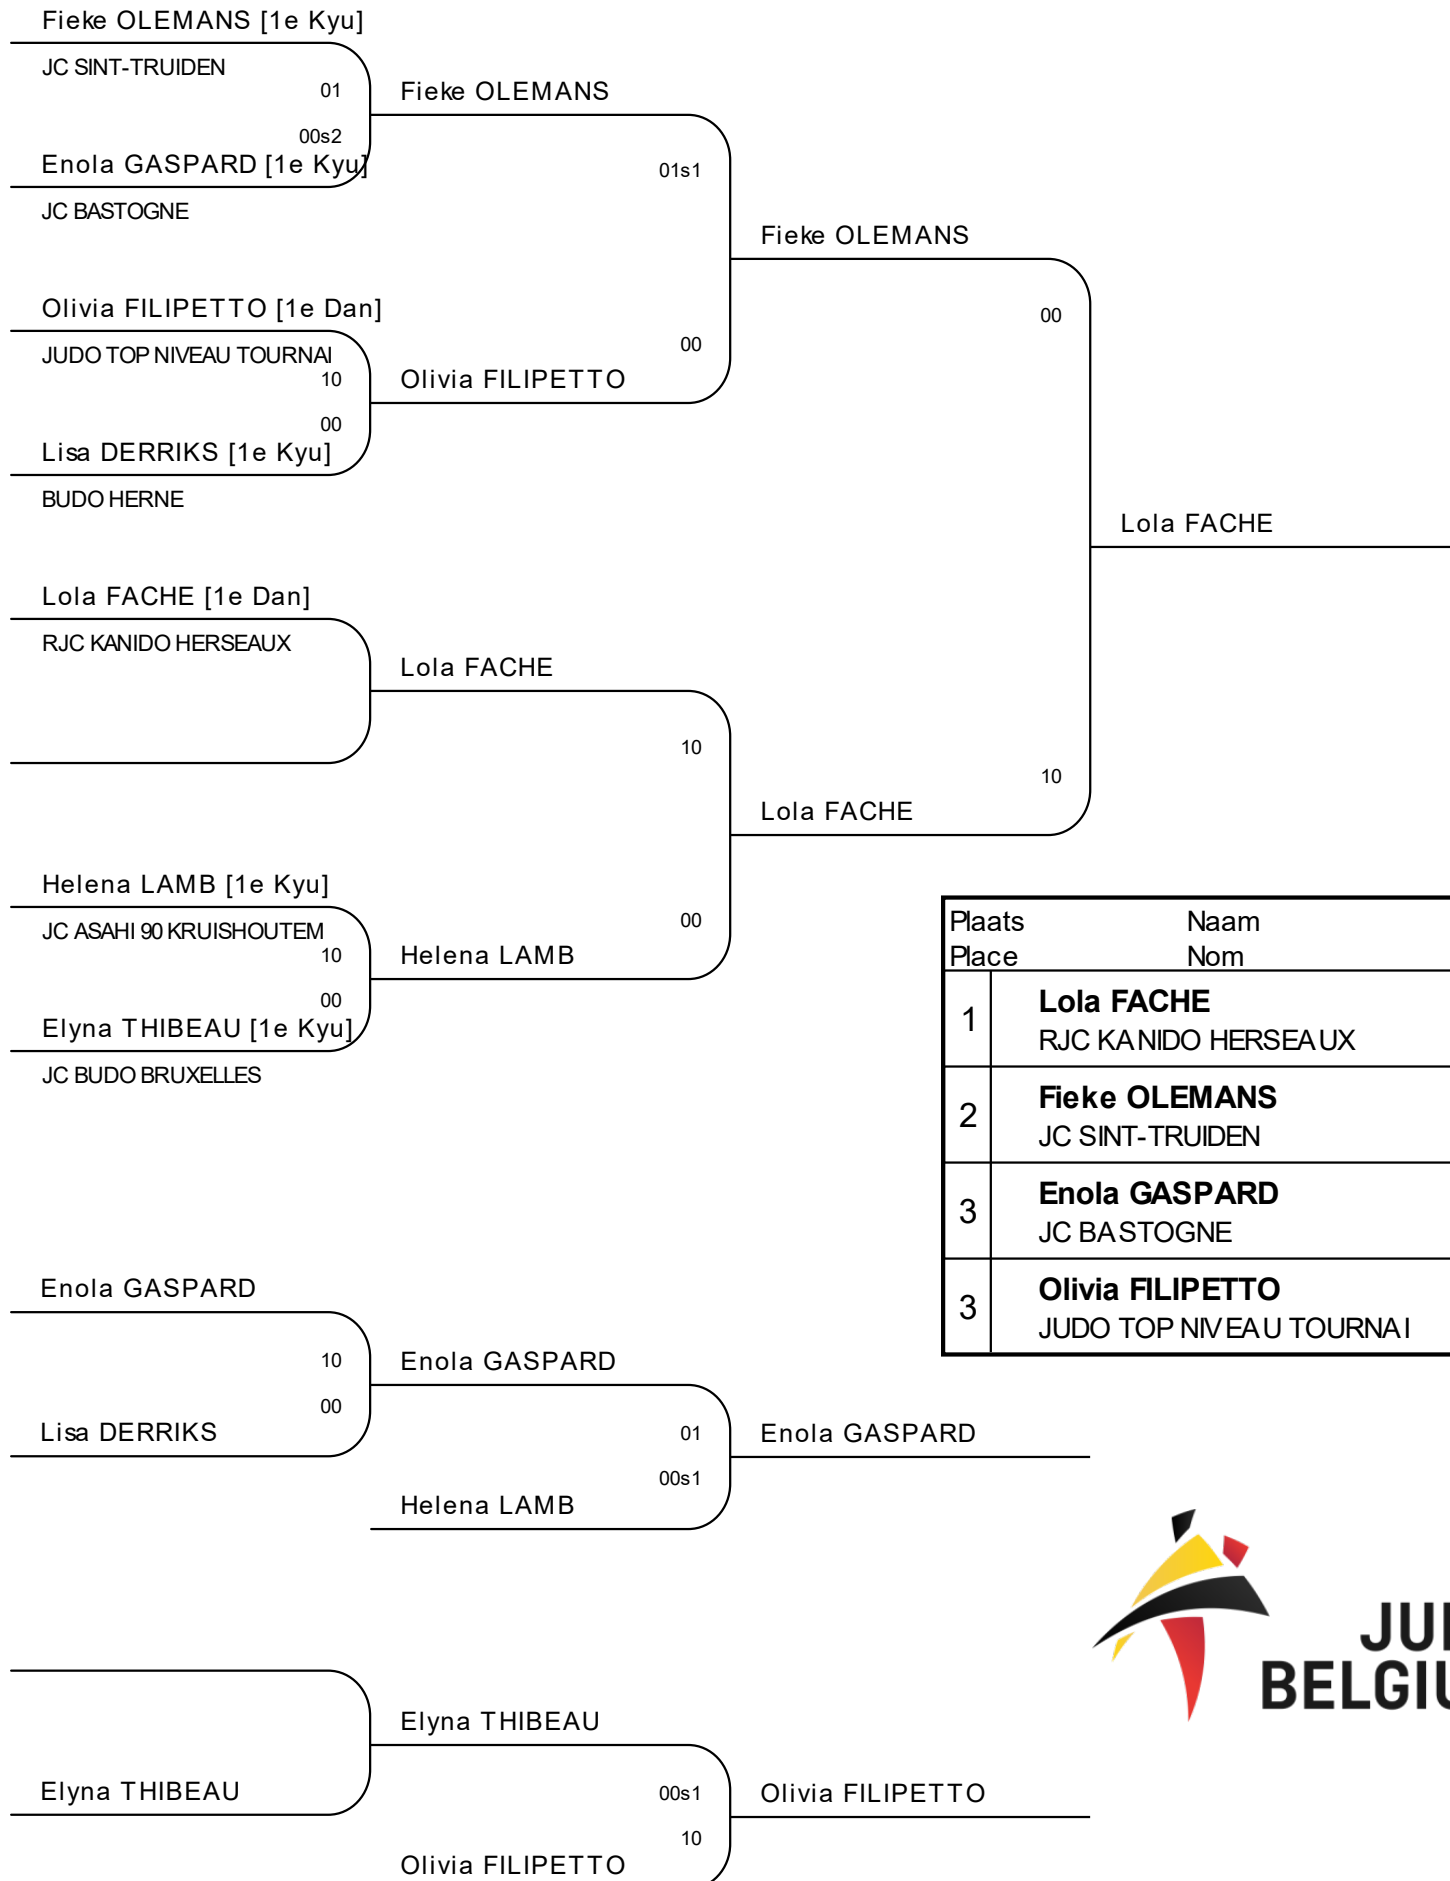 Fieke OLEMANS [1e Kyu]
JC SINT-TRUIDEN
01
00s2
Enola GASPARD [1e Kyu]
JC BASTOGNE
Olivia FILIPETTO [1e Dan]
JUDO TOP NIVEAU TOURNAI
10
00
Lisa DERRIKS [1e Kyu]
BUDO HERNE
Lola FACHE [1e Dan]
RJC KANIDO HERSEAUX
Helena LAMB [1e Kyu]
JC ASAHI 90 KRUISHOUTEM
10
00
Elyna THIBEAU [1e Kyu]
JC BUDO BRUXELLES
Fieke OLEMANS
01s1
00
Olivia FILIPETTO
Lola FACHE
10
00
Helena LAMB
Fieke OLEMANS
00
10
Lola FACHE
Lola FACHE
Plaats Naam
Place Nom
1 Lola FACHE
RJC KANIDO HERSEAUX
2 Fieke OLEMANS
JC SINT-TRUIDEN
3 Enola GASPARD
JC BASTOGNE
3 Olivia FILIPETTO
JUDO TOP NIVEAU TOURNAI
Enola GASPARD
10
00
Lisa DERRIKS
Enola GASPARD
01
00s1
Helena LAMB
Enola GASPARD
Elyna THIBEAU
Elyna THIBEAU
00s1
10
Olivia FILIPETTO
Olivia FILIPETTO
JU
BELGI